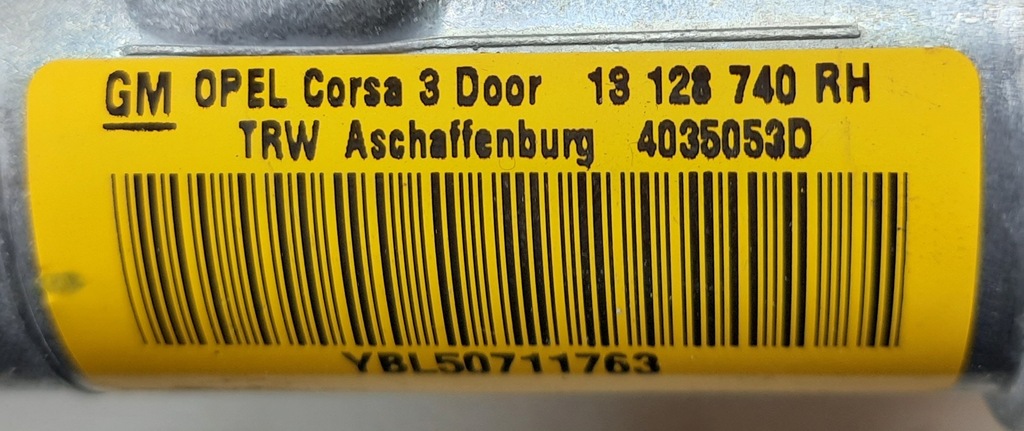 GM OPEL Corsa 3 Door 13 128 740 RH
TRW Aschaffenburg 4035053D
YBL50711763